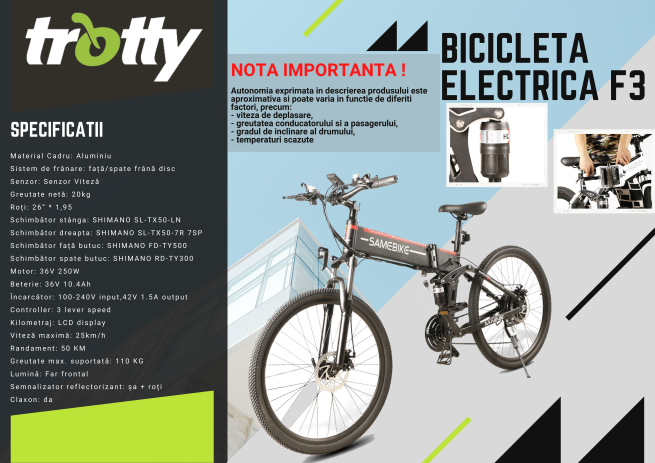 trotty
BICICLETA
ELECTRICA F3
NOTA IMPORTANTA !
Autonomia exprimata in descrierea produsului este
aproximativa si poate varia in functie de diferiti
factori, precum:
- viteza de deplasare,
- greutatea conducatorului si a pasagerului,
- gradul de inclinare al drumului,
- temperaturi scazute
SPECIFICATII
Material Cadru: Aluminiu
Sistem de frânare: față/spate frână disc
Senzor: Senzor Viteză
Greutate netă: 20kg
Roți: 26" * 1,95
Schimbător stânga: SHIMANO SL-TX50-LN
Schimbător dreapta: SHIMANO SL-TX50-7R 7SP
Schimbător față butuc: SHIMANO FD-TY500
Schimbător spate butuc: SHIMANO RD-TY300
Motor: 36V 250W
Beterie: 36V 10.4Ah
Încarcător: 100-240V input,42V 1.5A output
Controller: 3 lever speed
Kilometraj: LCD display
Viteză maximă: 25km/h
Randament: 50 KM
Greutate max. suportată: 110 KG
Lumină: Far frontal
Semnalizator reflectorizant: șa + roți
Claxon: da
SAMEBIKE